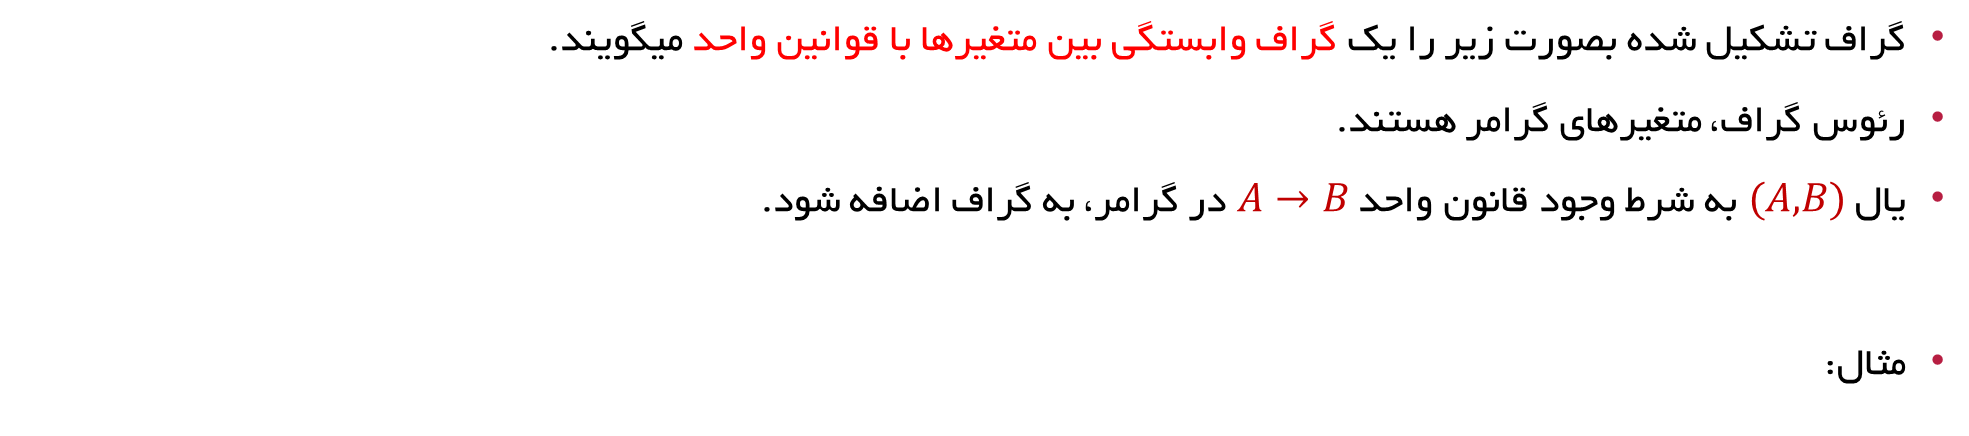 • گراف تشکیل شده بصورت زیر را یک گراف وابستگی بین متغیرها با قوانین واحد میگویند.
• رئوس گراف، متغیرهای گرامر هستند.
• یال (A,B) به شرط وجود قانون واحد A → B در گرامر، به گراف اضافه شود.
• مثال: